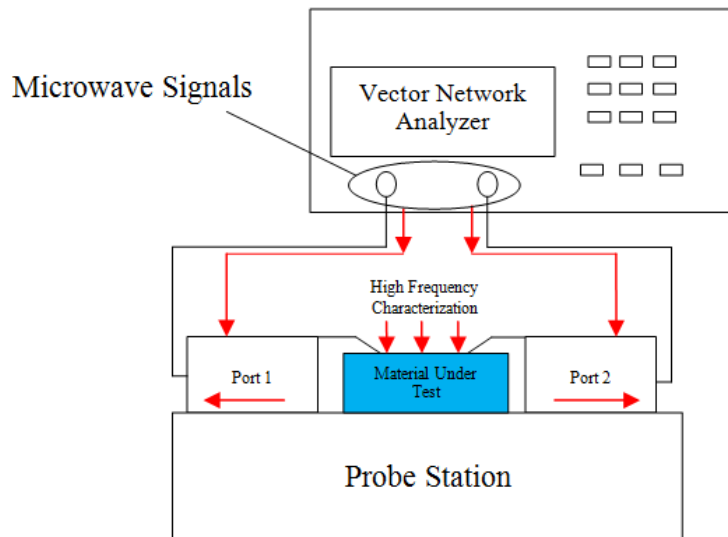 Microwave Signals
Vector Network
Analyzer
High Frequency
Characterization
Port 1
Material Under
Test
Port 2
Probe Station